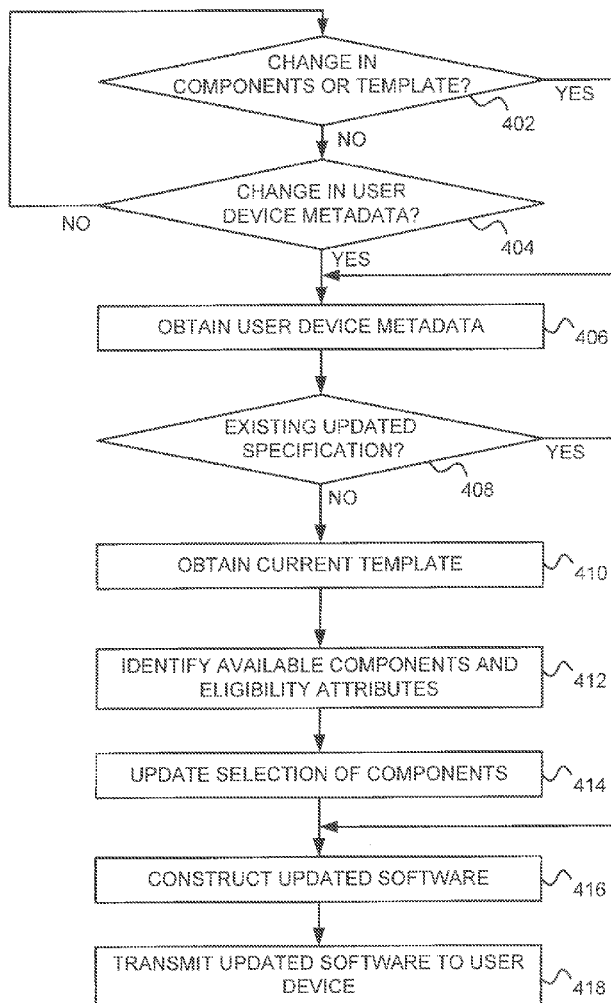 CHANGE IN
COMPONENTS OR TEMPLATE?
YES
402
NO
CHANGE IN USER
DEVICE METADATA?
NO
404
YES
OBTAIN USER DEVICE METADATA
406
EXISTING UPDATED
SPECIFICATION?
YES
408
NO
OBTAIN CURRENT TEMPLATE
410
IDENTIFY AVAILABLE COMPONENTS AND
ELIGIBILITY ATTRIBUTES
412
UPDATE SELECTION OF COMPONENTS
414
CONSTRUCT UPDATED SOFTWARE
416
TRANSMIT UPDATED SOFTWARE TO USER
DEVICE
418